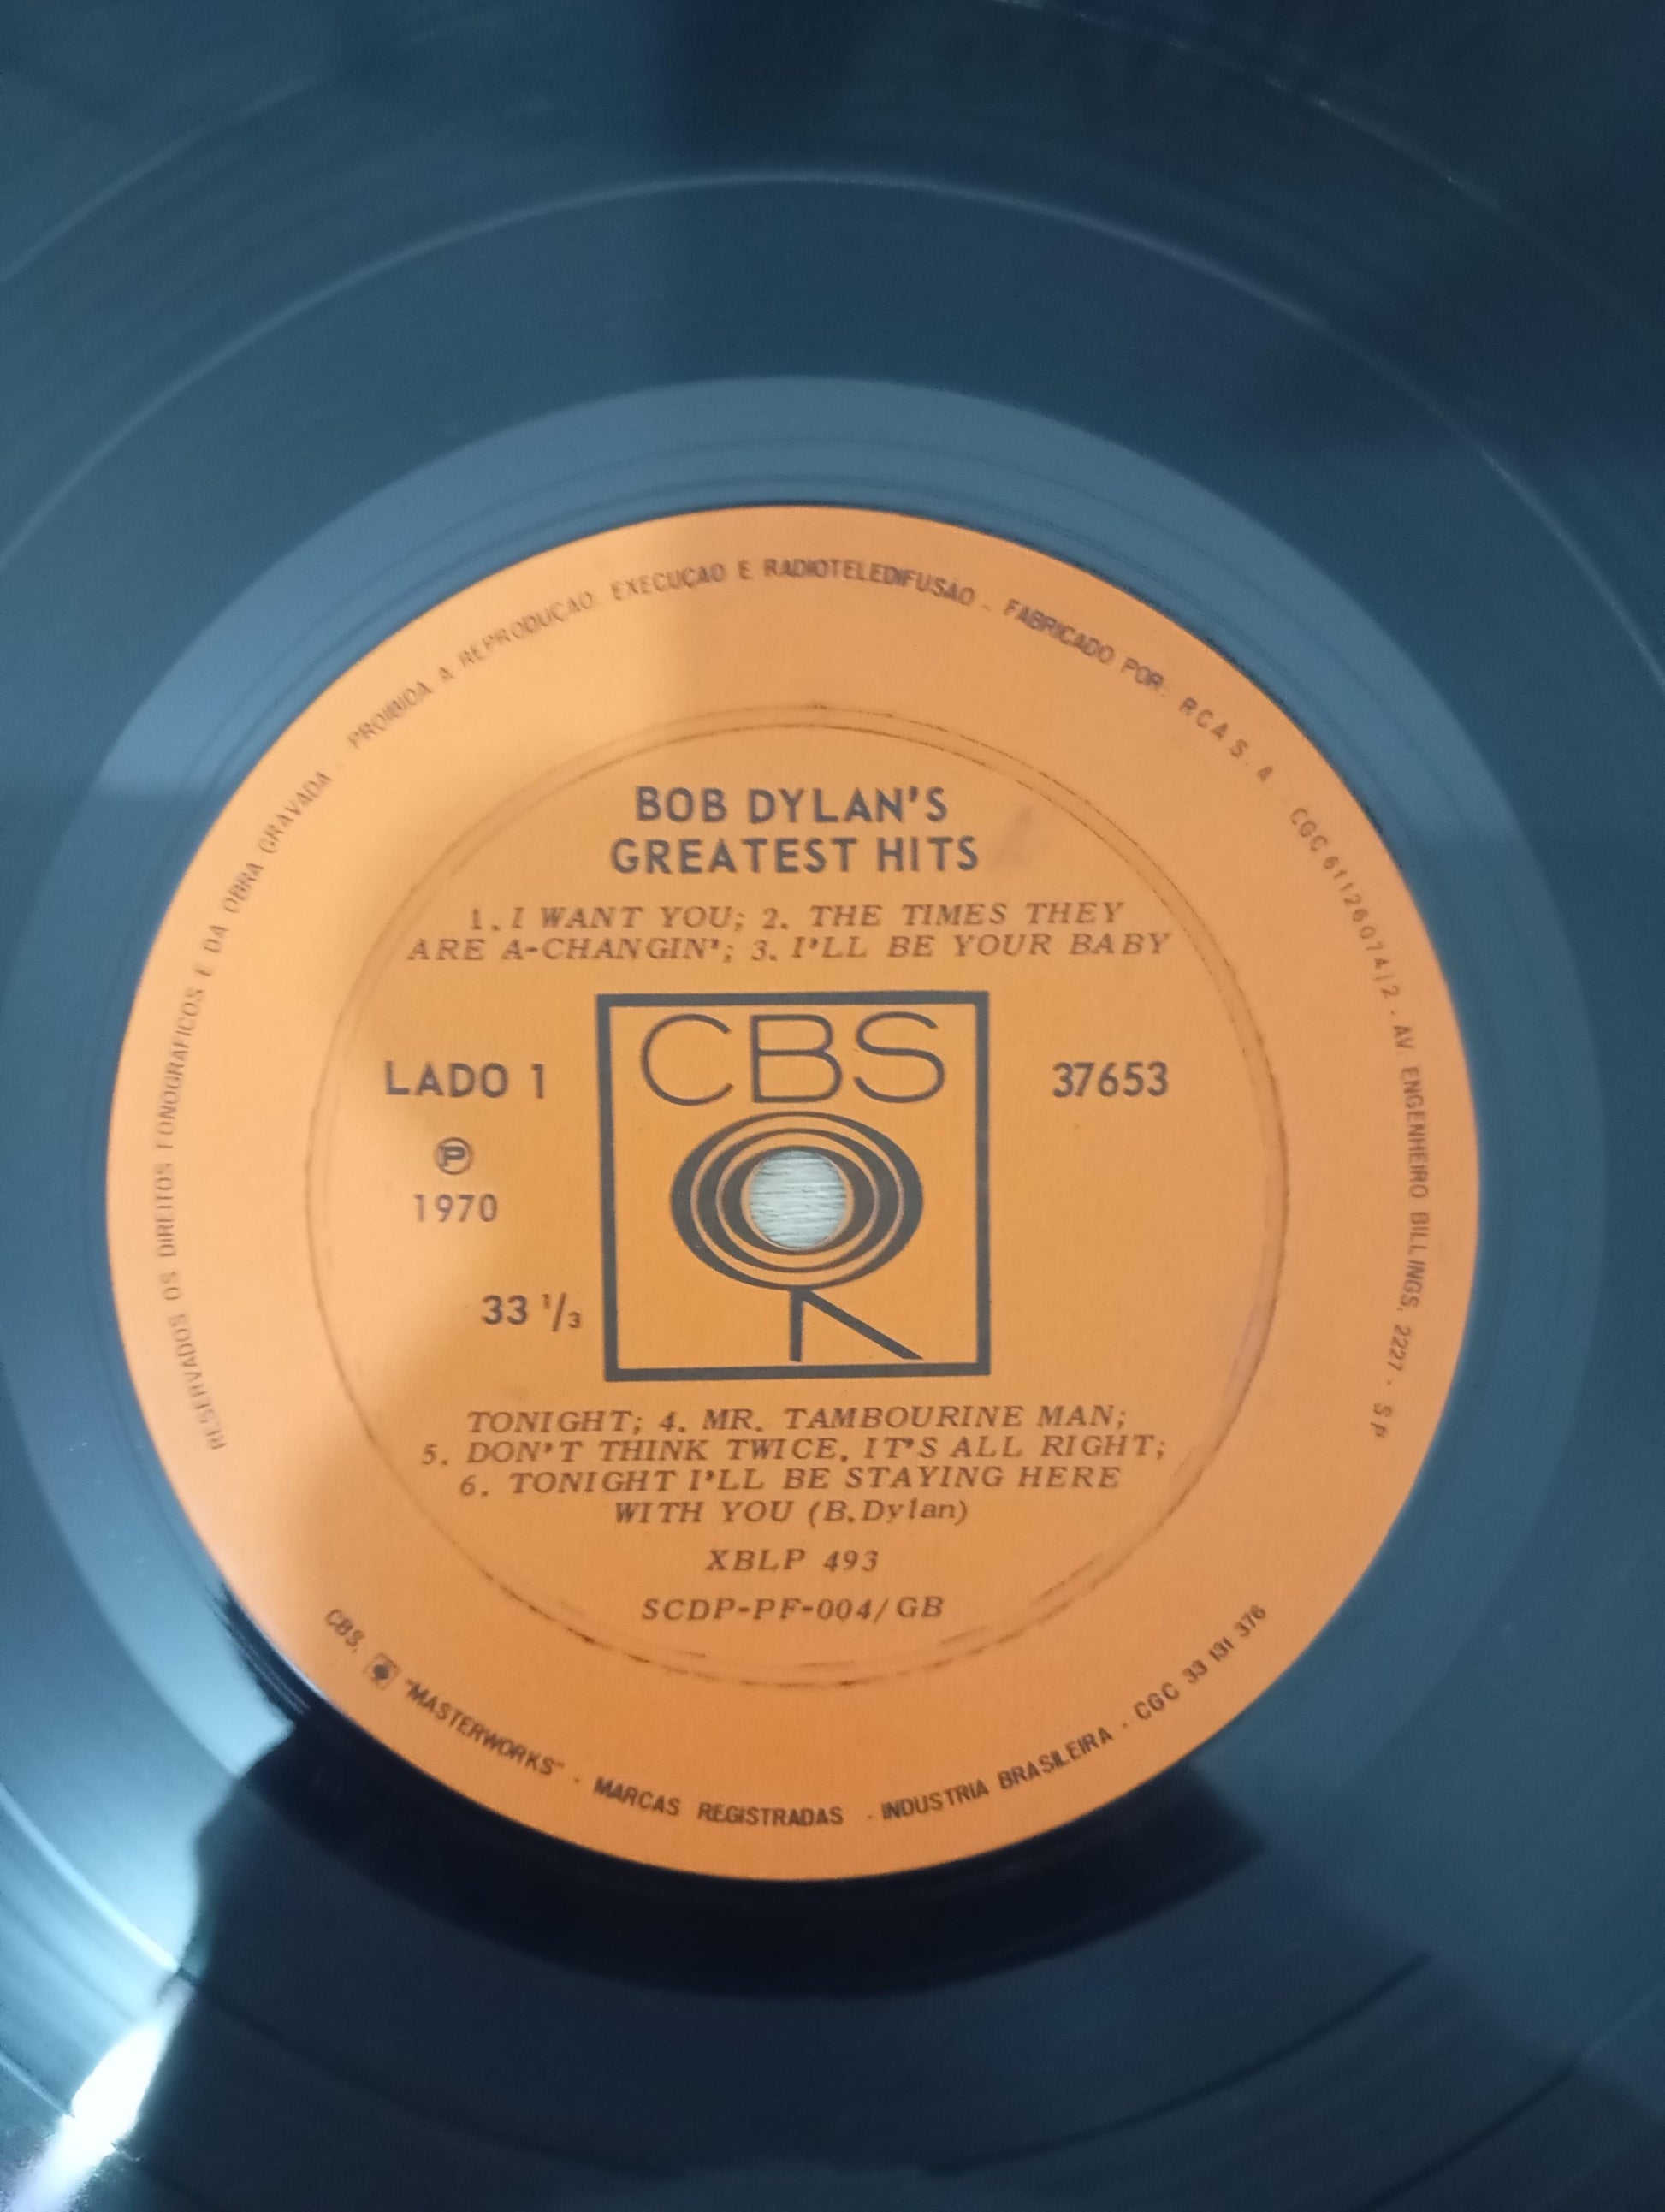 RESERVADOS OS DIREITOS FONOGRAFICOS E DA OBRA GRAVADA - PROIBIDA A REPRODUÇAO EXECUÇAO E RADIOTELEDIFUSÃO - FABRICADO POR: RCA S. A - CGC 61126074|2 - AV. ENGENHEIRO BILLINGS, 2227 - SP
BOB DYLAN'S
GREATEST HITS
1. I WANT YOU; 2. THE TIMES THEY
ARE A-CHANGIN'; 3. I'LL BE YOUR BABY
CBS
LADO 1
37653
℗
1970
33 1/3
TONIGHT; 4. MR. TAMBOURINE MAN;
5. DON'T THINK TWICE, IT'S ALL RIGHT;
6. TONIGHT I'LL BE STAYING HERE
WITH YOU (B.Dylan)
XBLP 493
SCDP-PF-004/GB
CBS, "MASTERWORKS" - MARCAS REGISTRADAS - INDUSTRIA BRASILEIRA - CGC 33 131 376